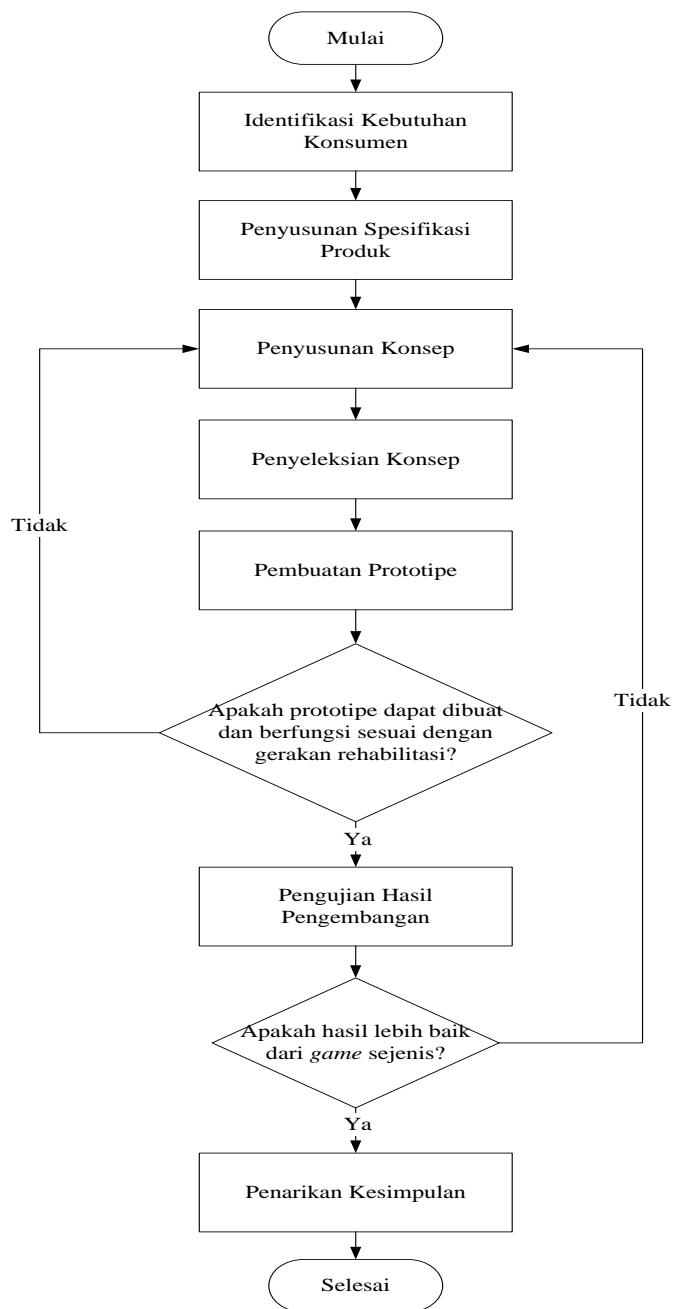 Mulai
Identifikasi Kebutuhan
Konsumen
Penyusunan Spesifikasi
Produk
Penyusunan Konsep
Penyeleksian Konsep
Tidak
Pembuatan Prototipe
Tidak
Apakah prototipe dapat dibuat
dan berfungsi sesuai dengan
gerakan rehabilitasi?
Ya
Pengujian Hasil
Pengembangan
Apakah hasil lebih baik
dari game sejenis?
Ya
Penarikan Kesimpulan
Selesai